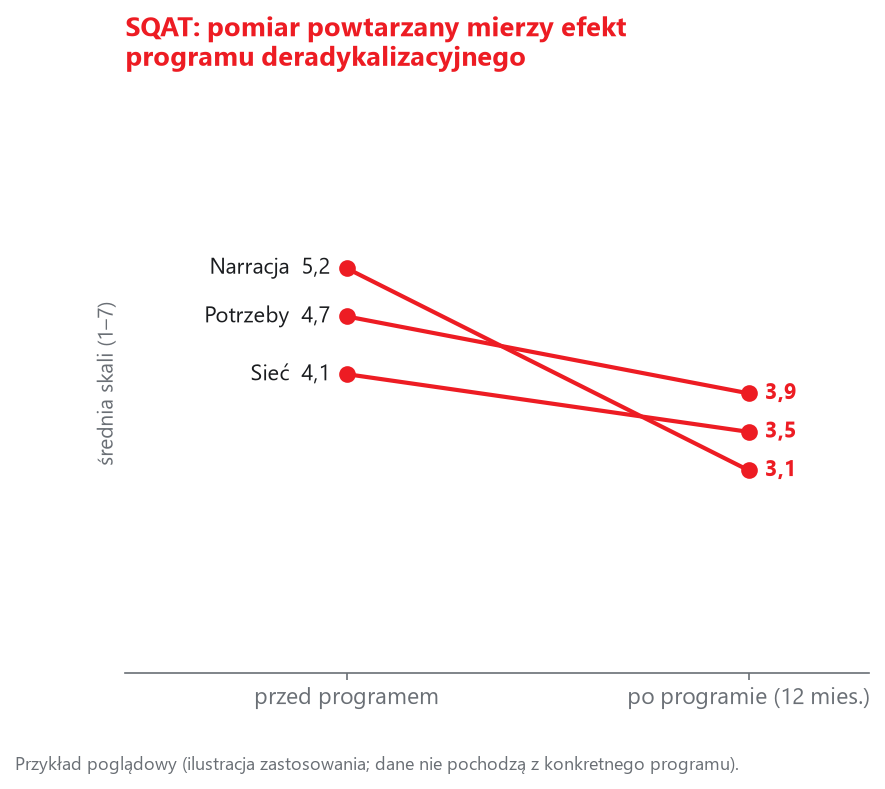 SQAT: pomiar powtarzany mierzy efekt
programu deradykalizacyjnego
średnia skali (1–7)
Narracja 5,2
Potrzeby 4,7
Sieć 4,1
3,9
3,5
3,1
przed programem
po programie (12 mies.)
Przykład poglądowy (ilustracja zastosowania; dane nie pochodzą z konkretnego programu).